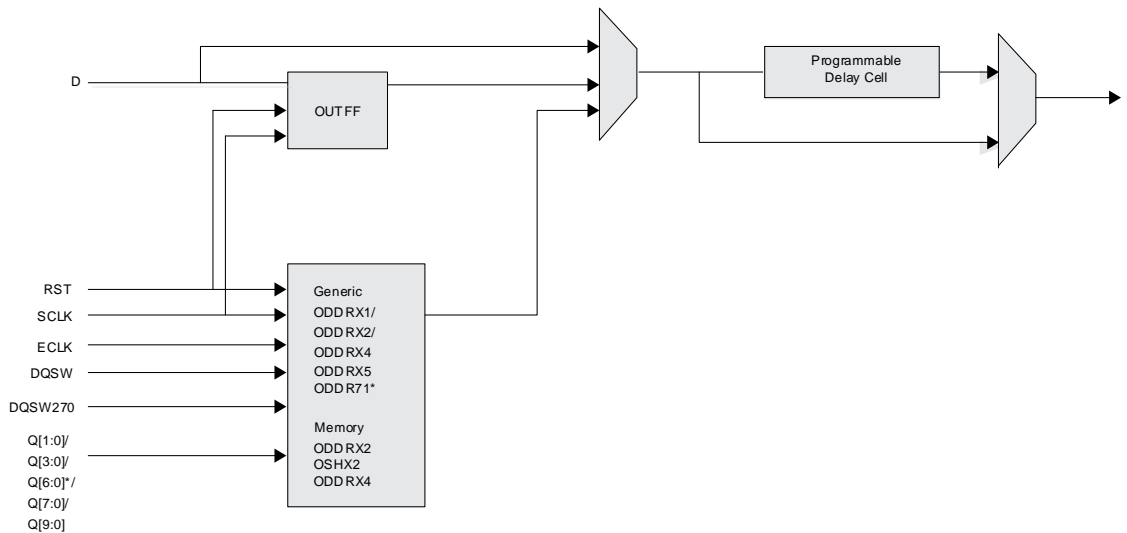 D
OUTFF
Programmable
Delay Cell
RST
SCLK
ECLK
DQSW
DQSW270
Q[1:0]/
Q[3:0]/
Q[6:0]*/
Q[7:0]/
Q[9:0]
Generic
ODDRX1/
ODDRX2/
ODDRX4
ODDRX5
ODDR71*
Memory
ODDRX2
OSHX2
ODDRX4